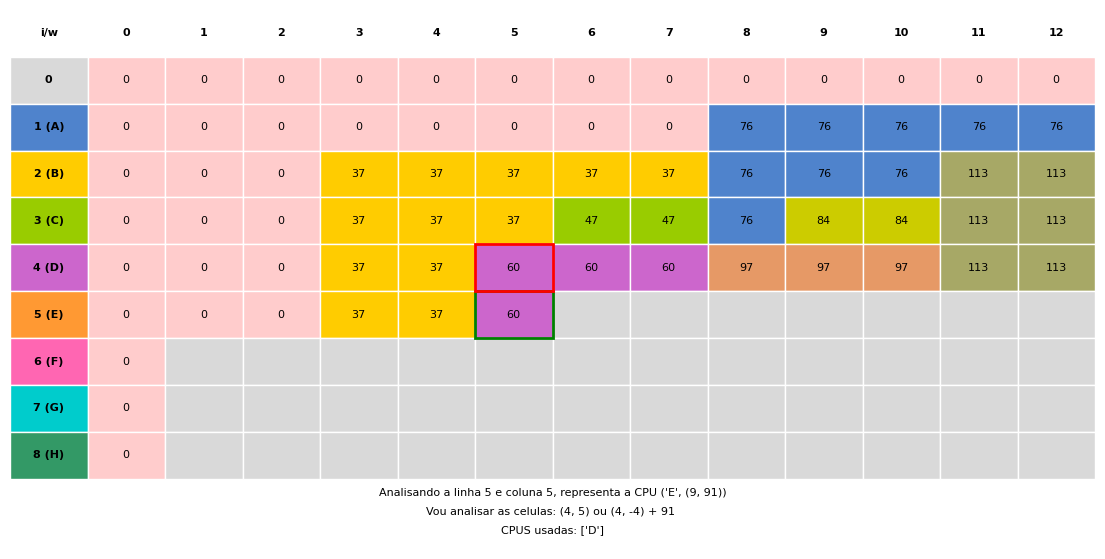 i/w 0 1 2 3 4 5 6 7 8 9 10 11 12
0 0 0 0 0 0 0 0 0 0 0 0 0 0
1 (A) 0 0 0 0 0 0 0 0 76 76 76 76 76
2 (B) 0 0 0 37 37 37 37 37 76 76 76 113 113
3 (C) 0 0 0 37 37 37 47 47 76 84 84 113 113
4 (D) 0 0 0 37 37 60 60 60 97 97 97 113 113
5 (E) 0 0 0 37 37 60
6 (F) 0
7 (G) 0
8 (H) 0
Analisando a linha 5 e coluna 5, representa a CPU ('E', (9, 91))
Vou analisar as celulas: (4, 5) ou (4, -4) + 91
CPUS usadas: ['D']